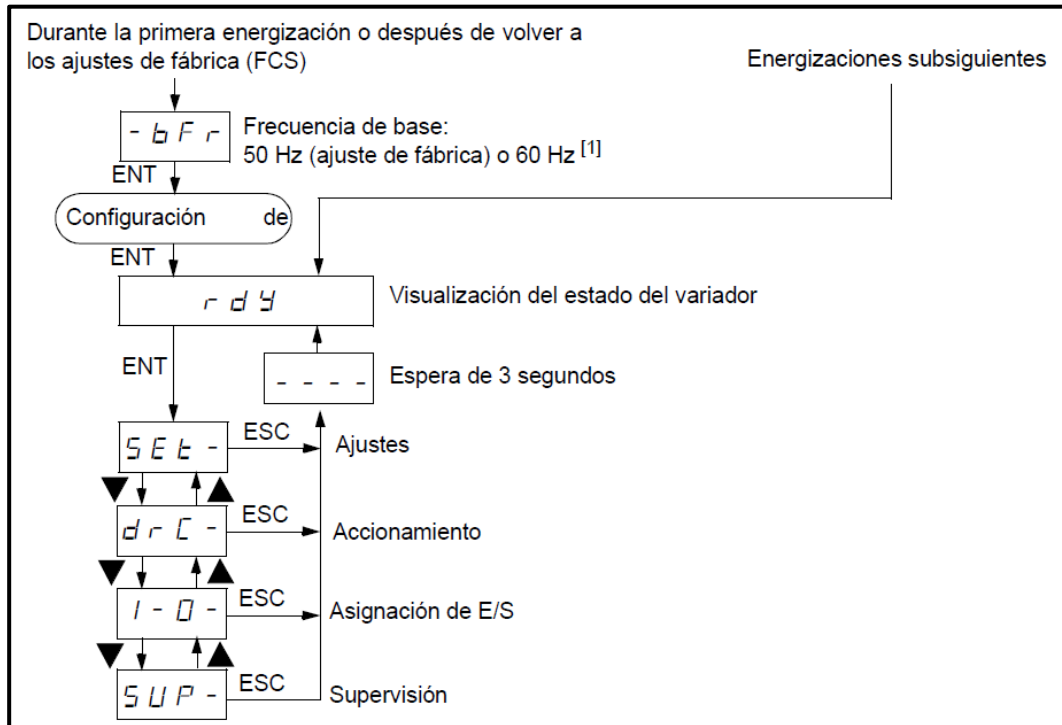 Durante la primera energización o después de volver a
los ajustes de fábrica (FCS)
Energizaciones subsiguientes
- b F r
Frecuencia de base:
50 Hz (ajuste de fábrica) o 60 Hz [1]
ENT
Configuración de
ENT
r d Y
Visualización del estado del variador
ENT
- - - -
Espera de 3 segundos
S E t -
ESC
Ajustes
d r C -
ESC
Accionamiento
I - O -
ESC
Asignación de E/S
S U P -
ESC
Supervisión